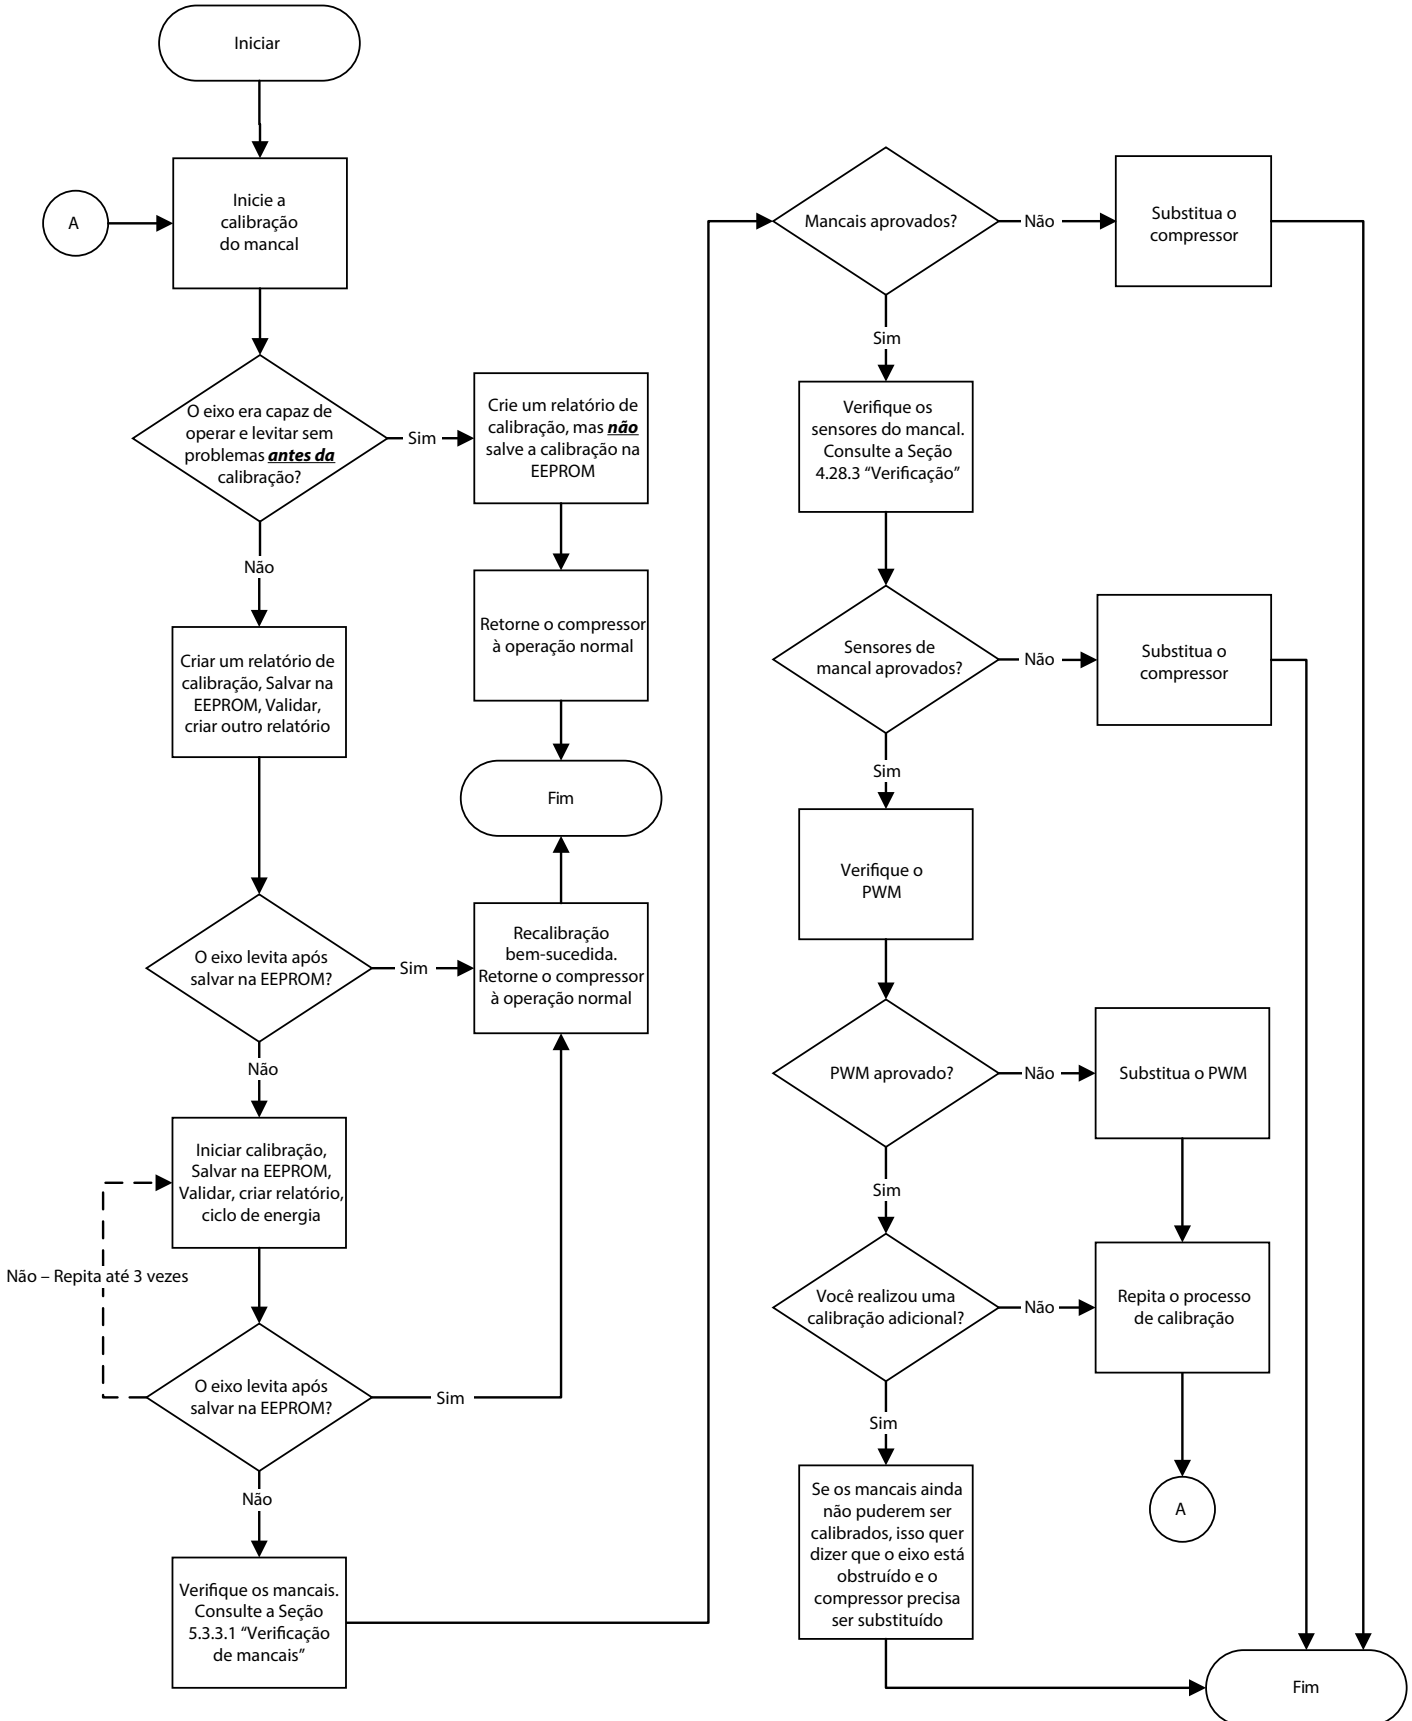 Iniciar
A
Inicie a
calibração
do mancal
O eixo era capaz de
operar e levitar sem
problemas antes da
calibração?
Sim
Crie um relatório de
calibração, mas não
salve a calibração na
EEPROM
Não
Retorne o compressor
à operação normal
Criar um relatório de
calibração, Salvar na
EEPROM, Validar,
criar outro relatório
Fim
O eixo levita após
salvar na EEPROM?
Sim
Recalibração
bem-sucedida.
Retorne o compressor
à operação normal
Não
Iniciar calibração,
Salvar na EEPROM,
Validar, criar relatório,
ciclo de energia
Não – Repita até 3 vezes
O eixo levita após
salvar na EEPROM?
Sim
Não
Verifique os mancais.
Consulte a Seção
5.3.3.1 “Verificação
de mancais”
Mancais aprovados?
Não
Substitua o
compressor
Sim
Verifique os
sensores do mancal.
Consulte a Seção
4.28.3 “Verificação”
Sensores de
mancal aprovados?
Não
Substitua o
compressor
Sim
Verifique o
PWM
PWM aprovado?
Não
Substitua o PWM
Sim
Você realizou uma
calibração adicional?
Não
Repita o processo
de calibração
Sim
A
Se os mancais ainda
não puderem ser
calibrados, isso quer
dizer que o eixo está
obstruído e o
compressor precisa
ser substituído
Fim